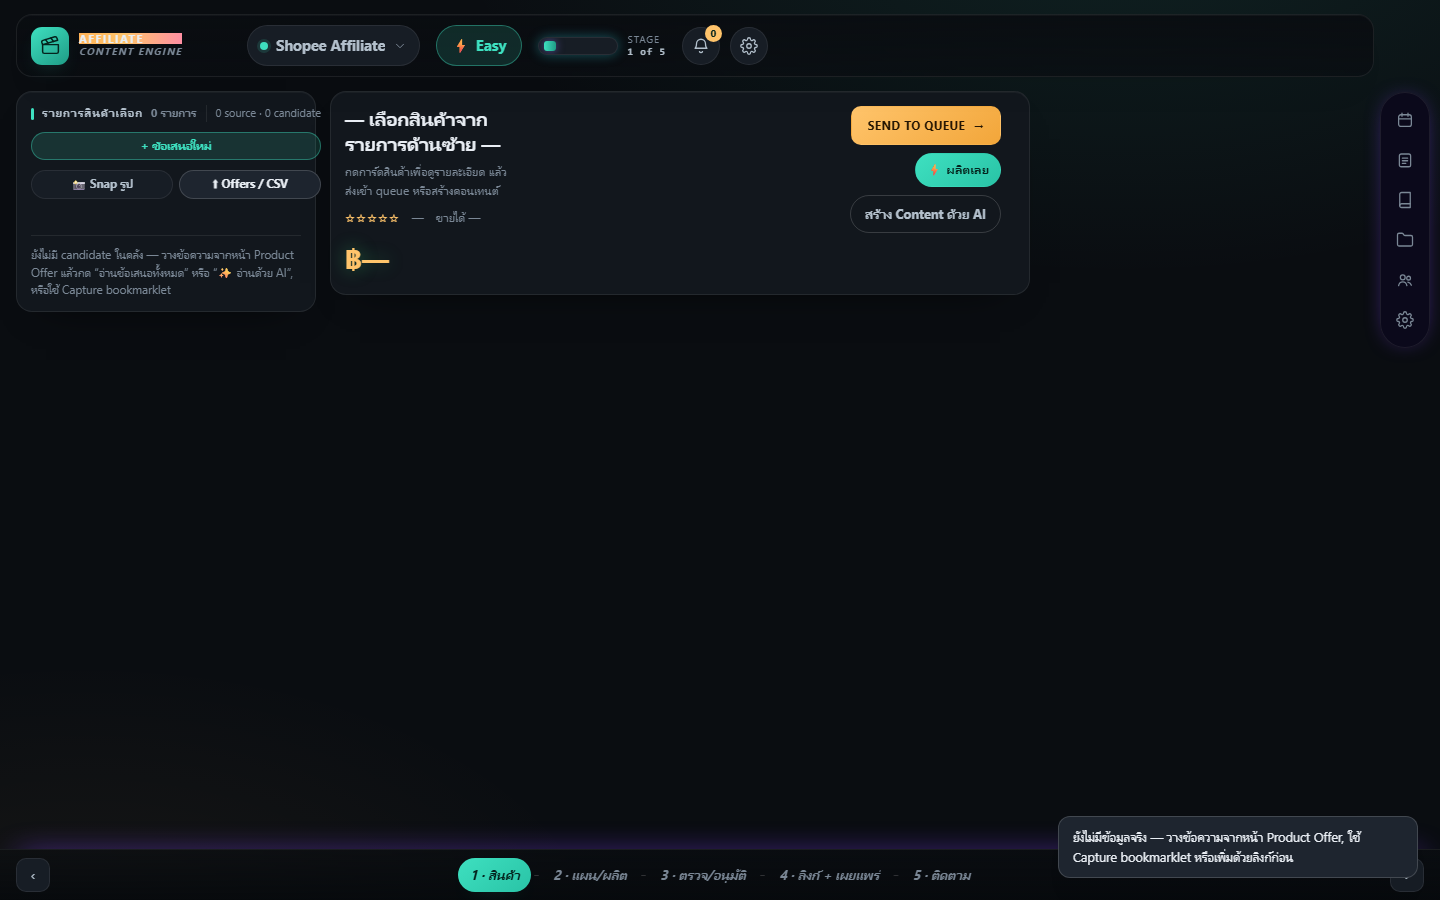 AFFILIATE
CONTENT ENGINE
Shopee Affiliate
Easy
STAGE
1 of 5
0
รายการสินค้าเลือก 0 รายการ 0 source · 0 candidate
+ ข้อเสนอใหม่
📸 Snap รูป
⬆ Offers / CSV
ยังไม่มี candidate ในคลัง — วางข้อความจากหน้า Product
Offer แล้วกด “อ่านข้อเสนอทั้งหมด” หรือ “✨ อ่านด้วย AI”,
หรือใช้ Capture bookmarklet
— เลือกสินค้าจาก
รายการด้านซ้าย —
กดการ์ดสินค้าเพื่อดูรายละเอียด แล้ว
ส่งเข้า queue หรือสร้างคอนเทนต์
☆☆☆☆☆ — ขายได้ —
฿—
SEND TO QUEUE →
⚡ ผลิตเลย
สร้าง Content ด้วย AI
ยังไม่มีข้อมูลจริง — วางข้อความจากหน้า Product Offer, ใช้
Capture bookmarklet หรือเพิ่มด้วยลิงก์ก่อน
‹
1 · สินค้า – 2 · แผน/ผลิต – 3 · ตรวจ/อนุมัติ – 4 · ลิงก์ + เผยแพร่ – 5 · ติดตาม